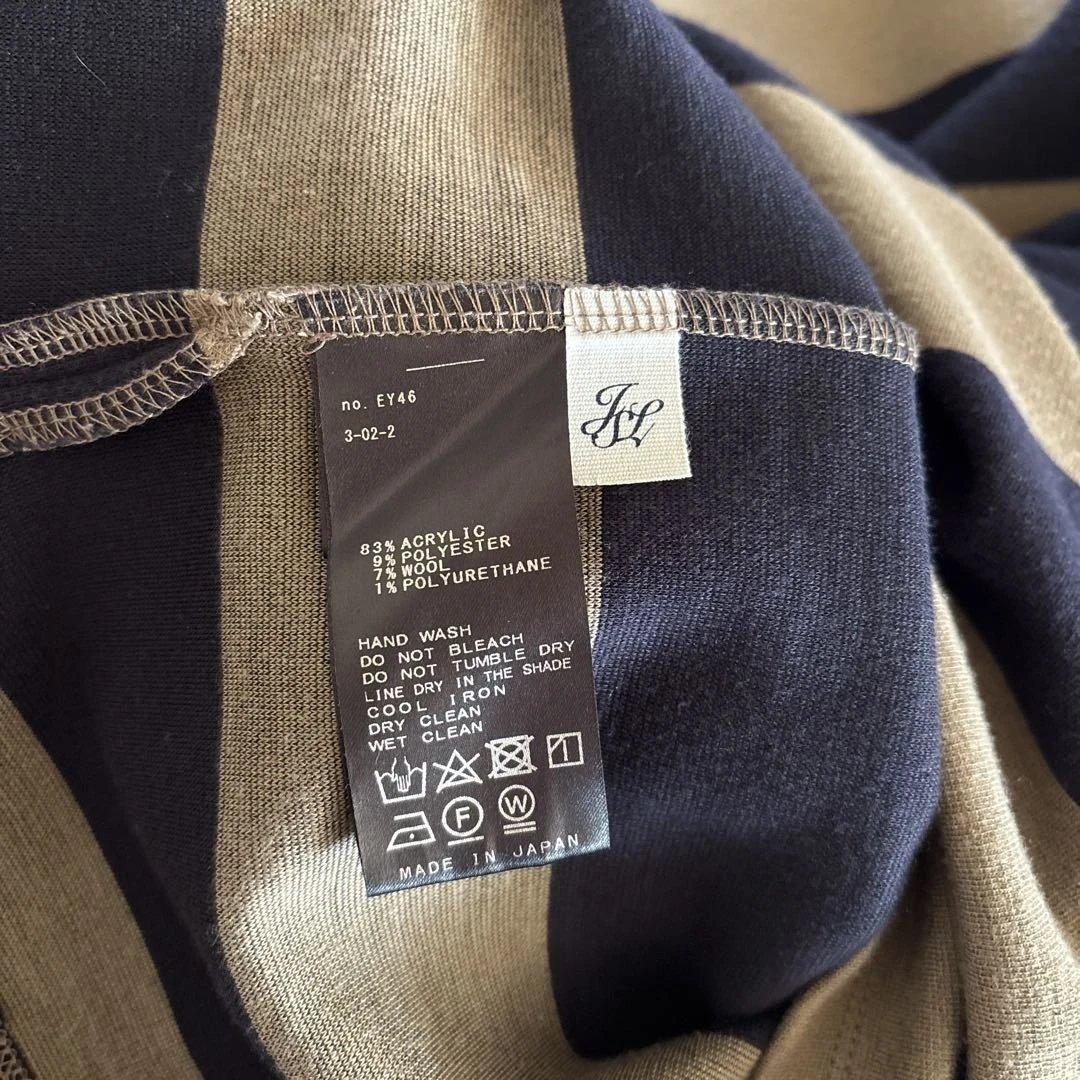 no. EY46
3-02-2
JSL
83% ACRYLIC
9% POLYESTER
7% WOOL
1% POLYURETHANE
HAND WASH
DO NOT BLEACH
DO NOT TUMBLE DRY
LINE DRY IN THE SHADE
COOL IRON
DRY CLEAN
WET CLEAN
F W
MADE IN JAPAN